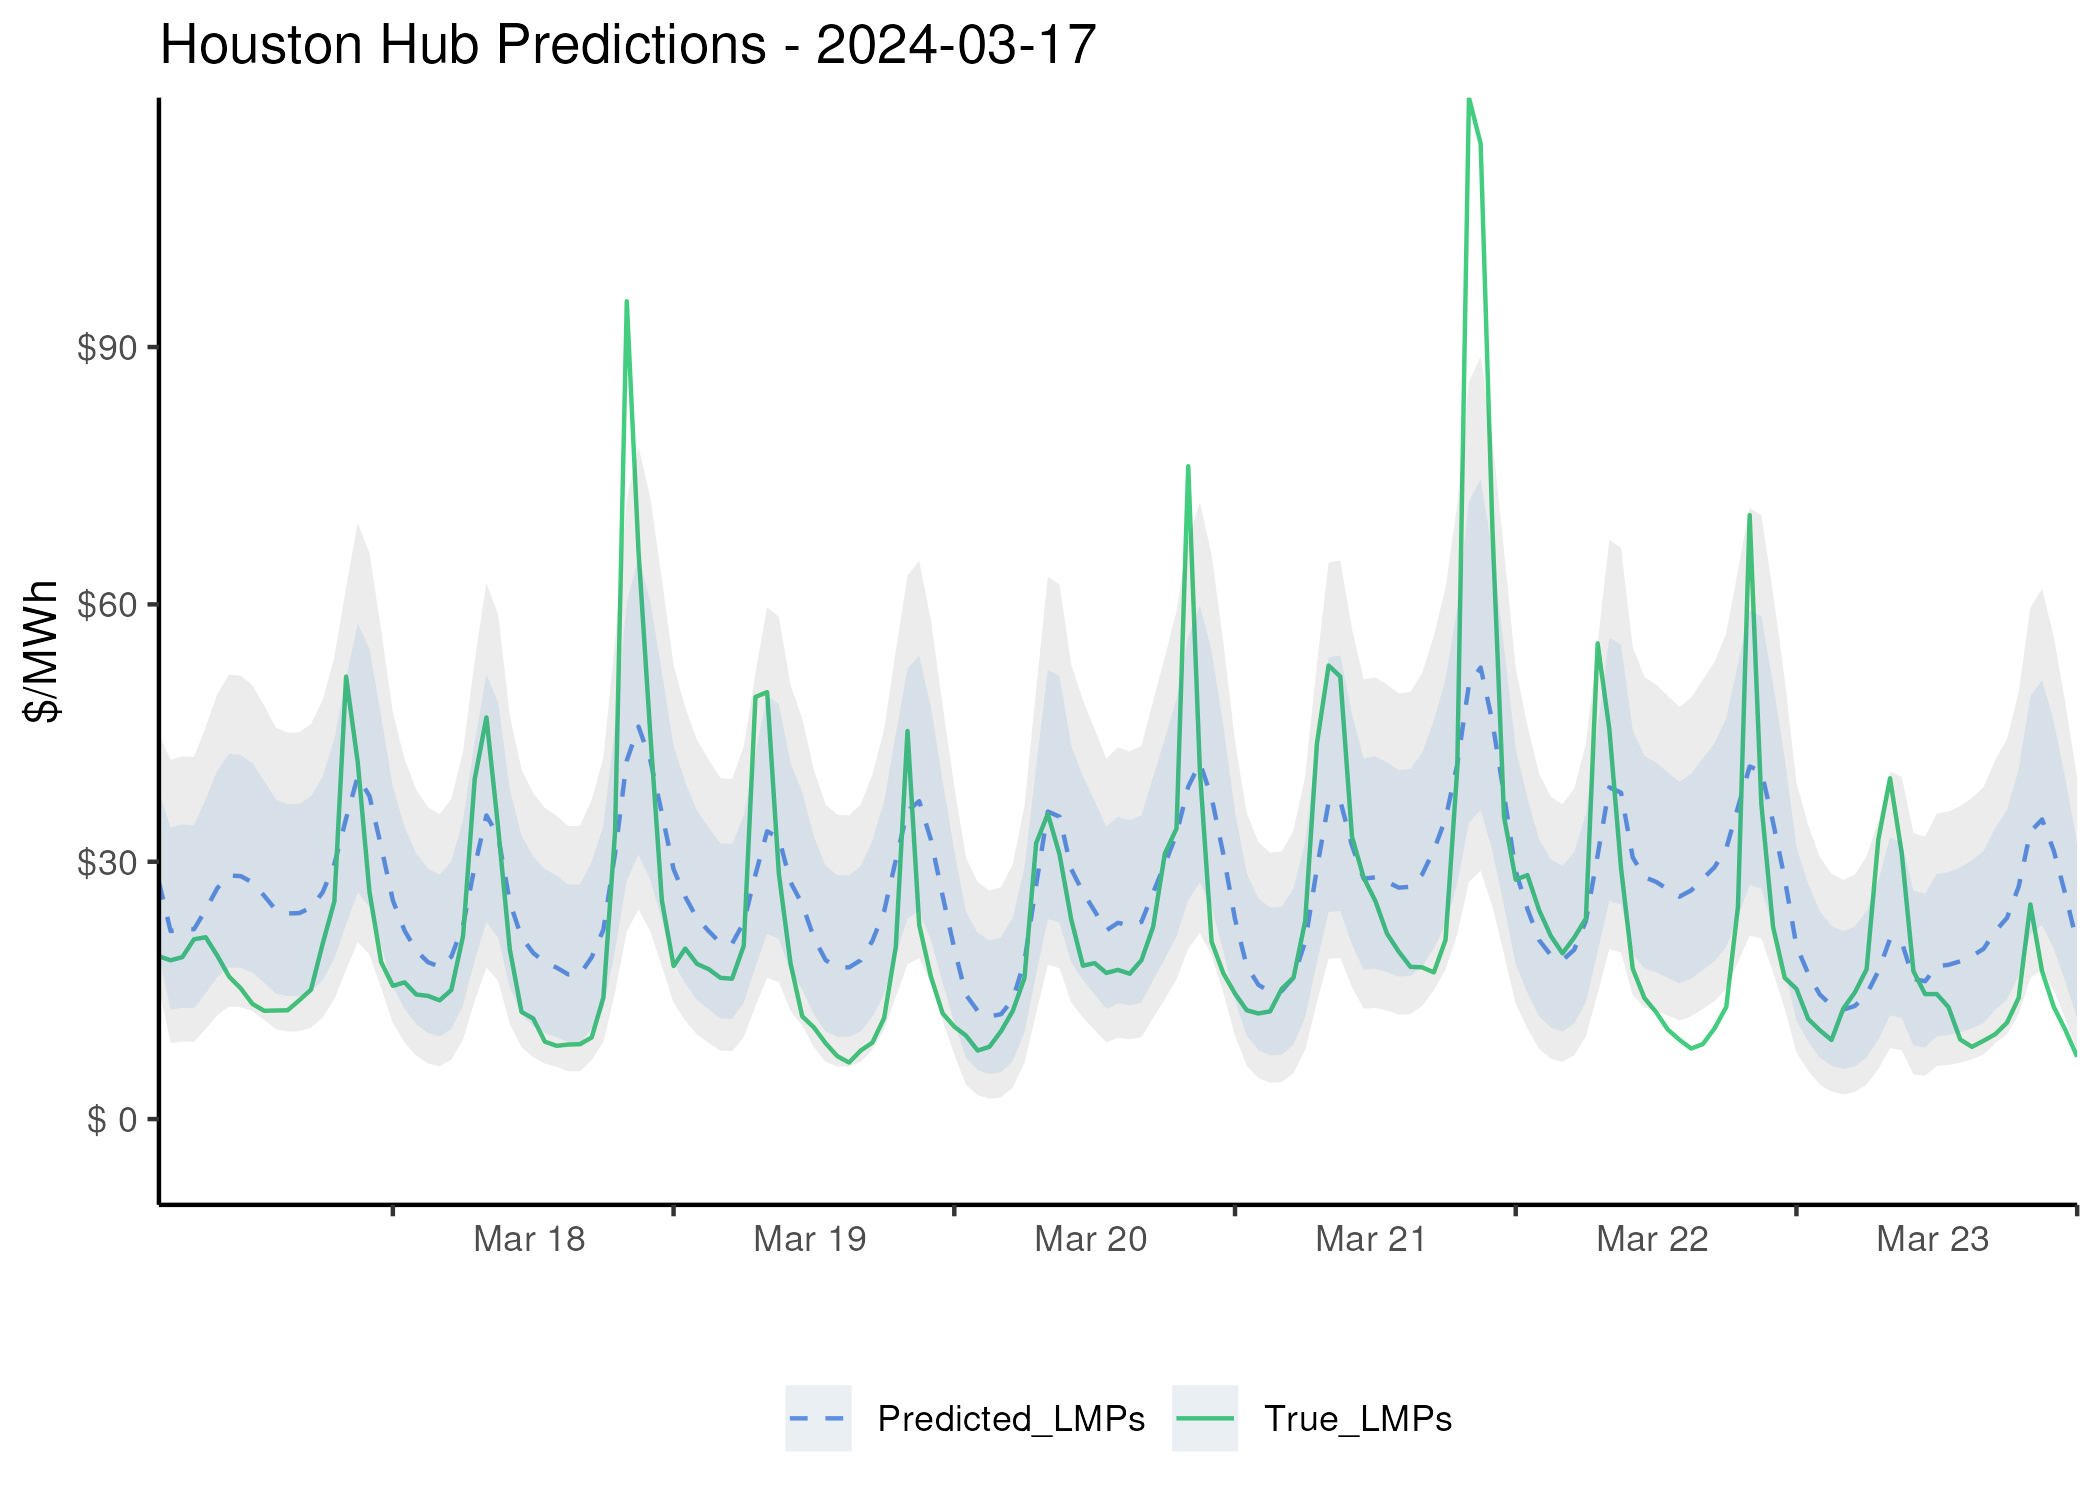 Houston Hub Predictions - 2024-03-17
$/MWh
$90
$60
$30
$ 0
Mar 18
Mar 19
Mar 20
Mar 21
Mar 22
Mar 23
Predicted_LMPs
True_LMPs